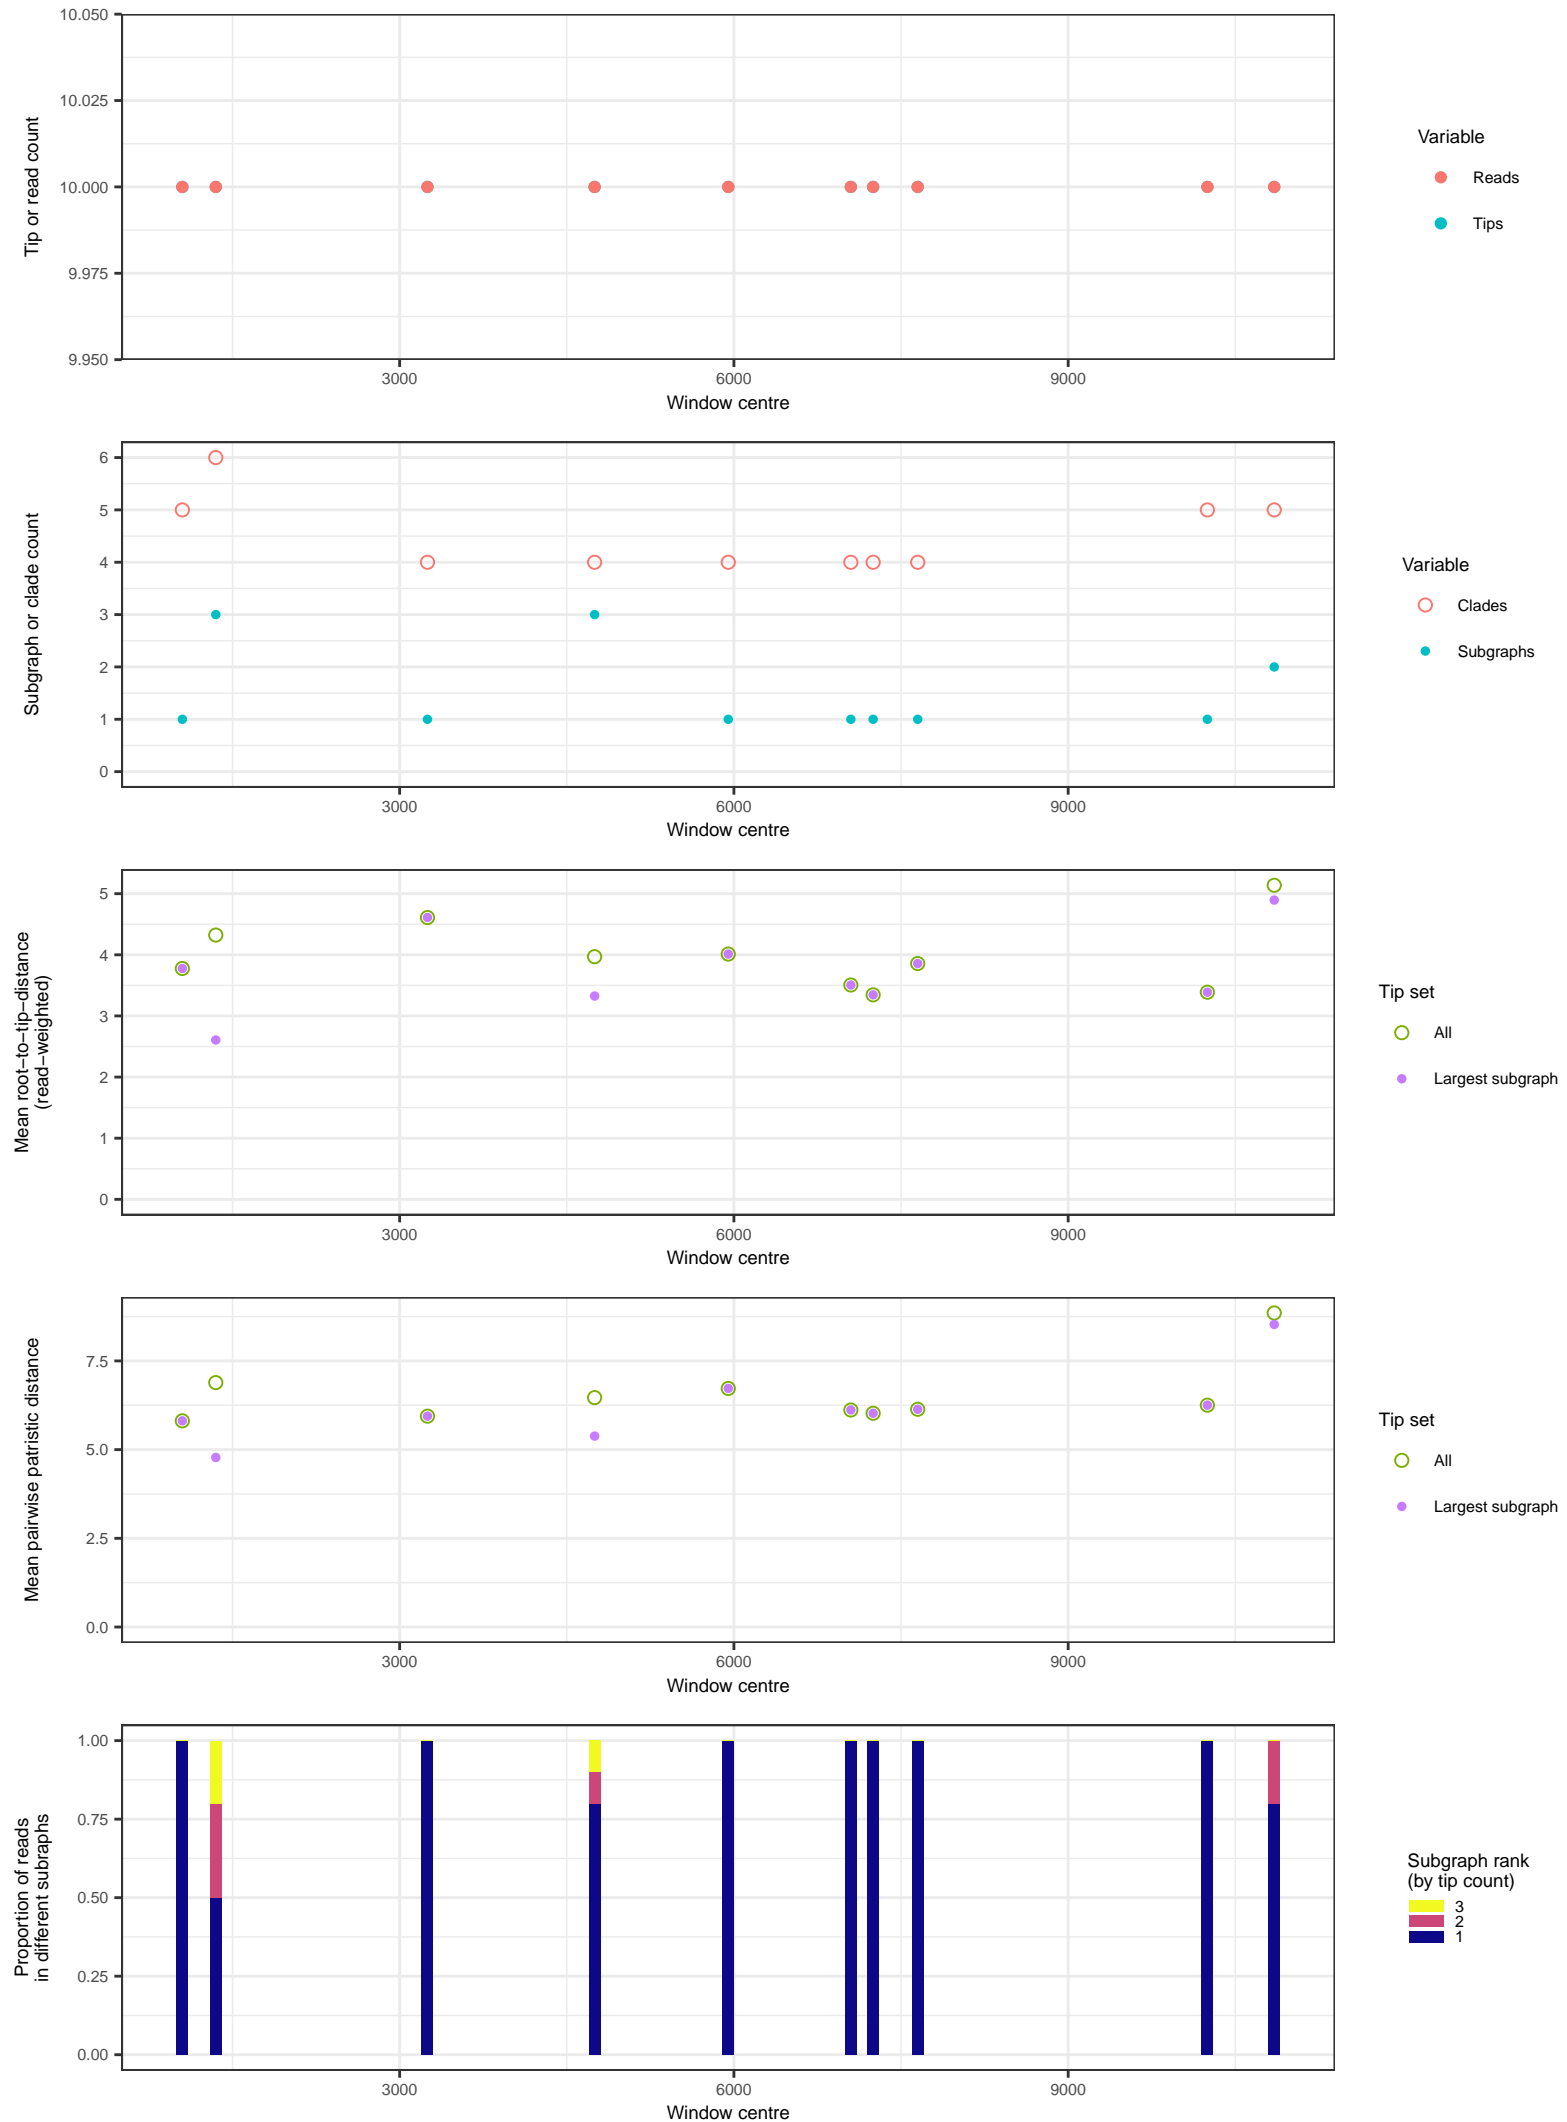 10.050
10.025
10.000
9.975
9.950
Tip or read count
3000
6000
9000
Window centre
Variable
Reads
Tips
6
5
4
3
2
1
0
Subgraph or clade count
3000
6000
9000
Window centre
Variable
Clades
Subgraphs
5
4
3
2
1
0
Mean root−to−tip−distance
(read−weighted)
3000
6000
9000
Window centre
Tip set
All
Largest subgraph
7.5
5.0
2.5
0.0
Mean pairwise patristic distance
3000
6000
9000
Window centre
Tip set
All
Largest subgraph
1.00
0.75
0.50
0.25
0.00
Proportion of reads
in different subraphs
3000
6000
9000
Window centre
Subgraph rank
(by tip count)
3
2
1